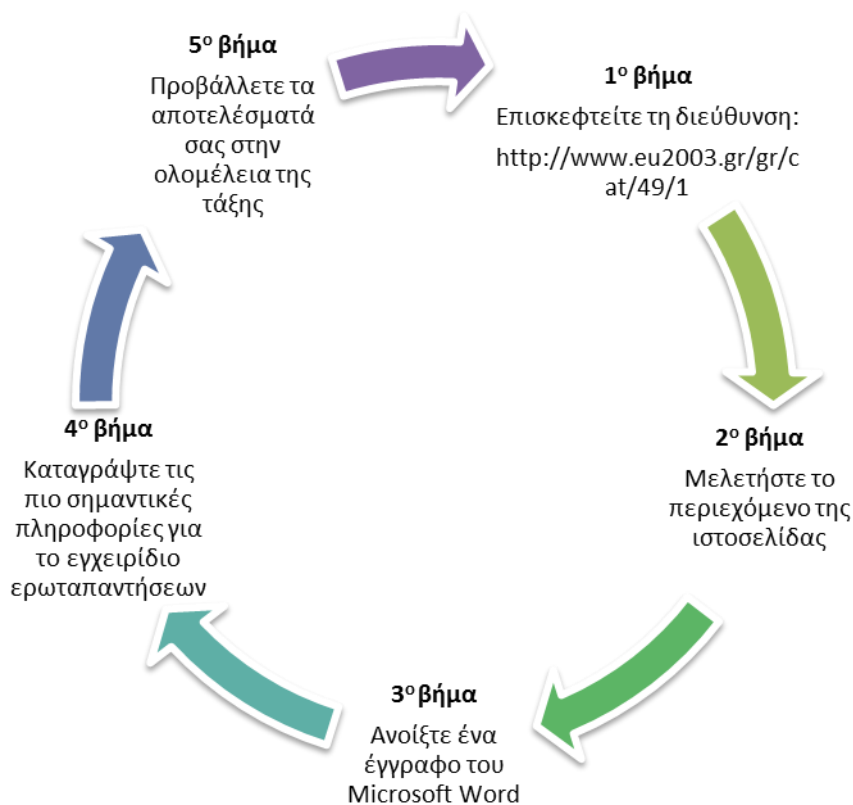 1ο βήμα
Επισκεφτείτε τη διεύθυνση:
http://www.eu2003.gr/gr/c
at/49/1
2ο βήμα
Μελετήστε το
περιεχόμενο της
ιστοσελίδας
3ο βήμα
Ανοίξτε ένα
έγγραφο του
Microsoft Word
4ο βήμα
Καταγράψτε τις
πιο σημαντικές
πληροφορίες για
το εγχειρίδιο
ερωταπαντήσεων
5ο βήμα
Προβάλλετε τα
αποτελέσματά
σας στην
ολομέλεια της
τάξης